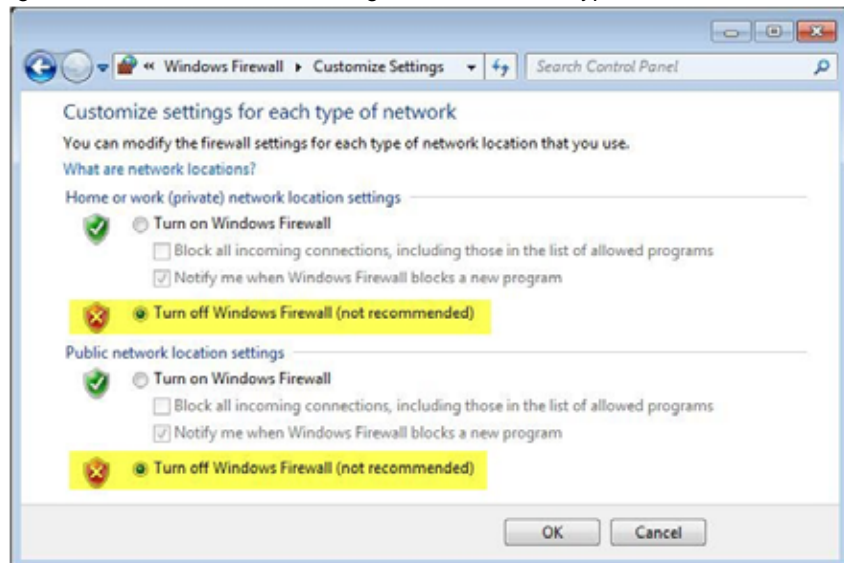 Windows Firewall Customize Settings Search Control Panel
Customize settings for each type of network
You can modify the firewall settings for each type of network location that you use.
What are network locations?
Home or work (private) network location settings
Turn on Windows Firewall
Block all incoming connections, including those in the list of allowed programs
Notify me when Windows Firewall blocks a new program
Turn off Windows Firewall (not recommended)
Public network location settings
Turn on Windows Firewall
Block all incoming connections, including those in the list of allowed programs
Notify me when Windows Firewall blocks a new program
Turn off Windows Firewall (not recommended)
OK Cancel